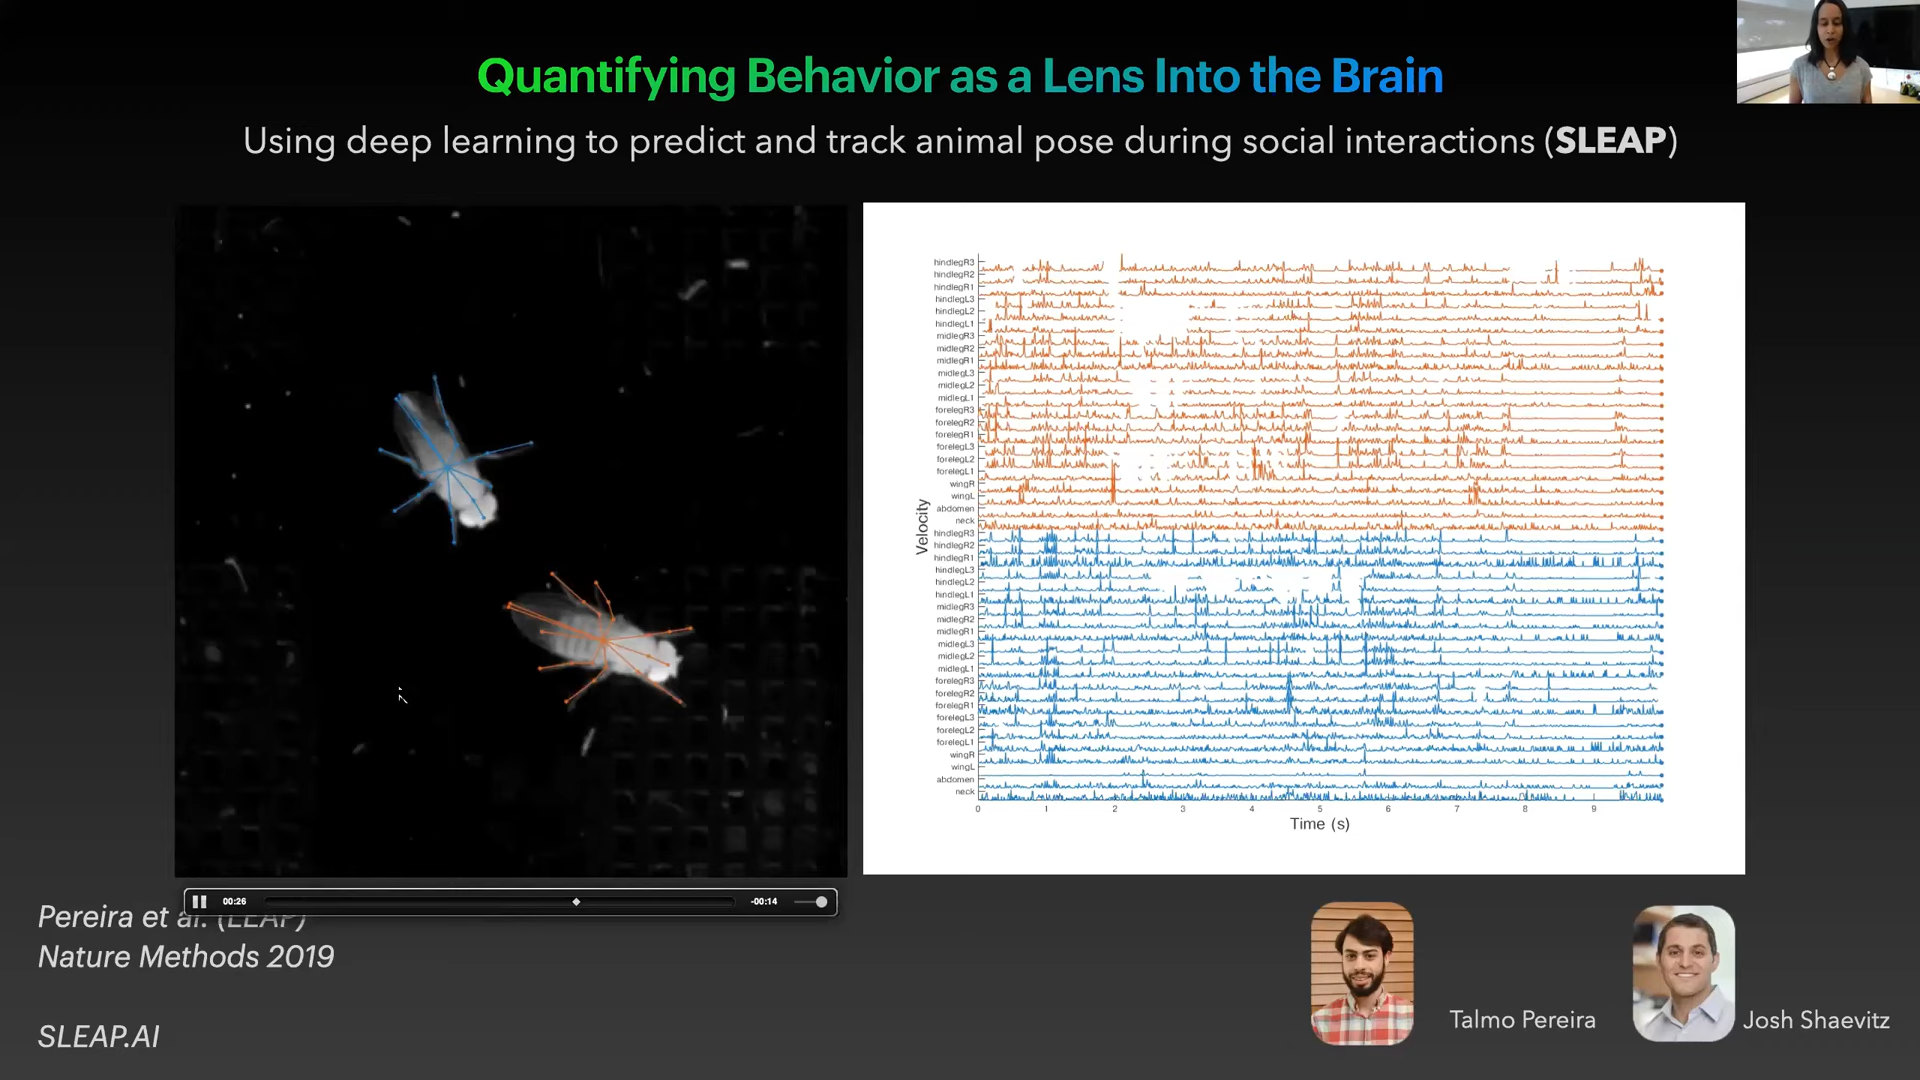 Quantifying Behavior as a Lens Into the Brain
Using deep learning to predict and track animal pose during social interactions (SLEAP)
hindlegR3
hindlegR2
hindlegR1
hindlegL3
hindlegL2
hindlegL1
midlegR3
midlegR2
midlegR1
midlegL3
midlegL2
midlegL1
forelegR3
forelegR2
forelegR1
forelegL3
forelegL2
forelegL1
wingR
wingL
abdomen
neck
hindlegR3
hindlegR2
hindlegR1
hindlegL3
hindlegL2
hindlegL1
midlegR3
midlegR2
midlegR1
midlegL3
midlegL2
midlegL1
forelegR3
forelegR2
forelegR1
forelegL3
forelegL2
forelegL1
wingR
wingL
abdomen
neck
Velocity
0 1 2 3 4 5 6 7 8 9
Time (s)
00:26 -00:14
Pereira et al. (LEAP)
Nature Methods 2019
SLEAP.AI
Talmo Pereira
Josh Shaevitz